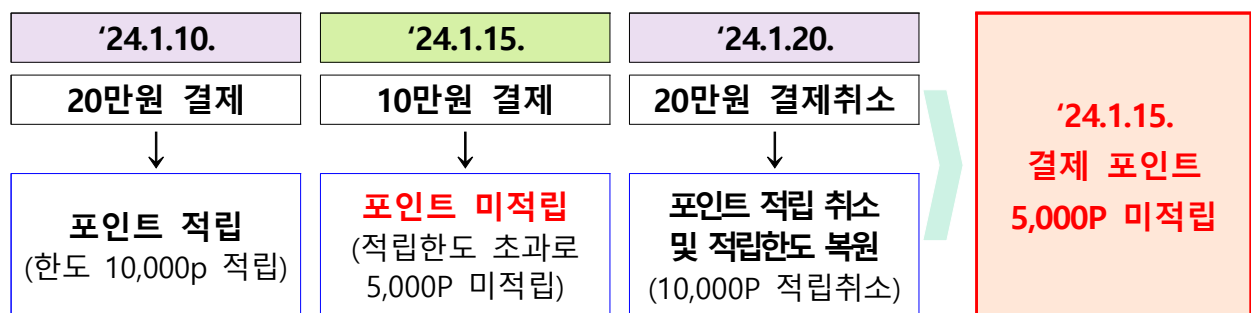 ‘24.1.10.
20만원 결제
↓
포인트 적립
(한도 10,000p 적립)
‘24.1.15.
10만원 결제
↓
포인트 미적립
(적립한도 초과로
5,000P 미적립)
‘24.1.20.
20만원 결제취소
↓
포인트 적립 취소
및 적립한도 복원
(10,000P 적립취소)
‘24.1.15.
결제 포인트
5,000P 미적립